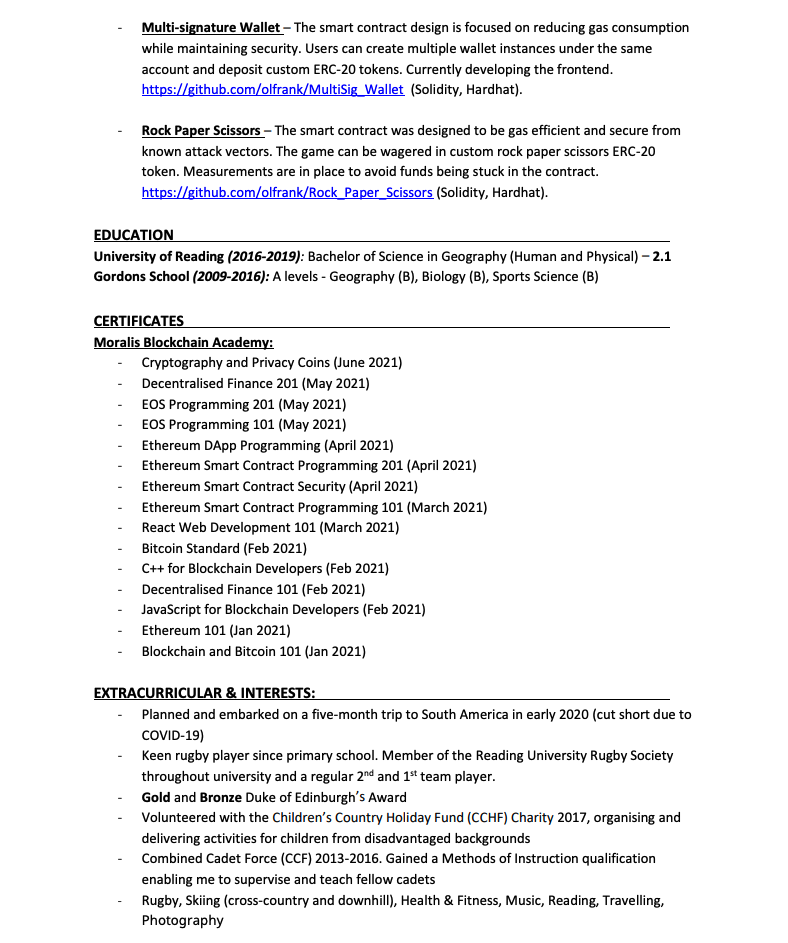 - Multi-signature Wallet – The smart contract design is focused on reducing gas consumption
while maintaining security. Users can create multiple wallet instances under the same
account and deposit custom ERC-20 tokens. Currently developing the frontend.
https://github.com/olfrank/MultiSig_Wallet (Solidity, Hardhat).
- Rock Paper Scissors – The smart contract was designed to be gas efficient and secure from
known attack vectors. The game can be wagered in custom rock paper scissors ERC-20
token. Measurements are in place to avoid funds being stuck in the contract.
https://github.com/olfrank/Rock_Paper_Scissors (Solidity, Hardhat).
EDUCATION
University of Reading (2016-2019): Bachelor of Science in Geography (Human and Physical) – 2.1
Gordons School (2009-2016): A levels - Geography (B), Biology (B), Sports Science (B)
CERTIFICATES
Moralis Blockchain Academy:
- Cryptography and Privacy Coins (June 2021)
- Decentralised Finance 201 (May 2021)
- EOS Programming 201 (May 2021)
- EOS Programming 101 (May 2021)
- Ethereum DApp Programming (April 2021)
- Ethereum Smart Contract Programming 201 (April 2021)
- Ethereum Smart Contract Security (April 2021)
- Ethereum Smart Contract Programming 101 (March 2021)
- React Web Development 101 (March 2021)
- Bitcoin Standard (Feb 2021)
- C++ for Blockchain Developers (Feb 2021)
- Decentralised Finance 101 (Feb 2021)
- JavaScript for Blockchain Developers (Feb 2021)
- Ethereum 101 (Jan 2021)
- Blockchain and Bitcoin 101 (Jan 2021)
EXTRACURRICULAR & INTERESTS:
- Planned and embarked on a five-month trip to South America in early 2020 (cut short due to
COVID-19)
- Keen rugby player since primary school. Member of the Reading University Rugby Society
throughout university and a regular 2nd and 1st team player.
- Gold and Bronze Duke of Edinburgh's Award
- Volunteered with the Children's Country Holiday Fund (CCHF) Charity 2017, organising and
delivering activities for children from disadvantaged backgrounds
- Combined Cadet Force (CCF) 2013-2016. Gained a Methods of Instruction qualification
enabling me to supervise and teach fellow cadets
- Rugby, Skiing (cross-country and downhill), Health & Fitness, Music, Reading, Travelling,
Photography